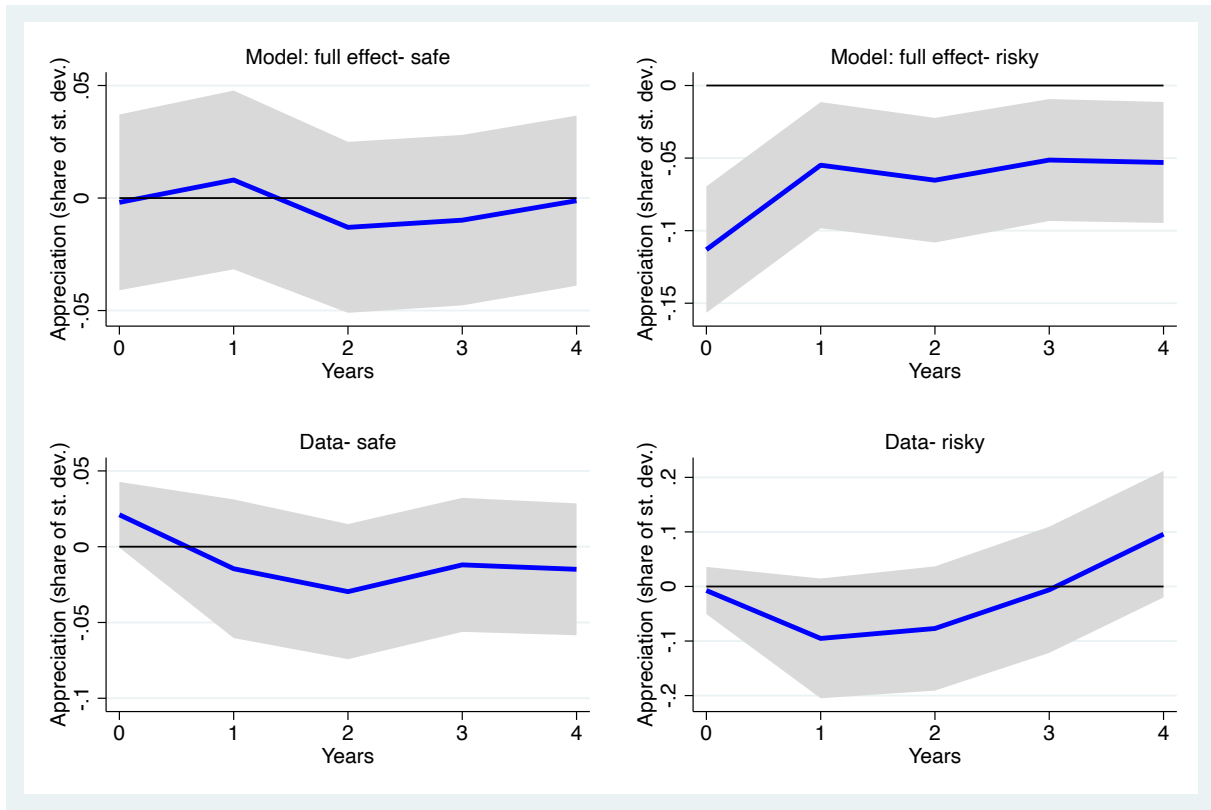 Model: full effect- safe
Appreciation (share of st. dev.)
.05
0
-.05
0 1 2 3 4
Years
Model: full effect- risky
Appreciation (share of st. dev.)
0
-.05
-.1
-.15
0 1 2 3 4
Years
Data- safe
Appreciation (share of st. dev.)
.05
0
-.05
-.1
0 1 2 3 4
Years
Data- risky
Appreciation (share of st. dev.)
.2
.1
0
-.1
-.2
0 1 2 3 4
Years